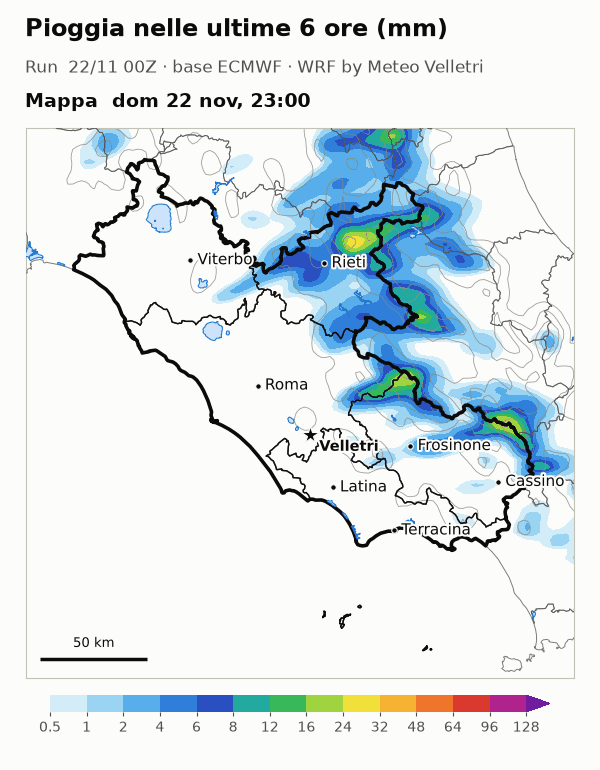 Pioggia nelle ultime 6 ore (mm)
Run 22/11 00Z · base ECMWF · WRF by Meteo Velletri
Mappa dom 22 nov, 23:00
Viterbo
Rieti
Roma
Velletri
Frosinone
Latina
Cassino
Terracina
50 km
0.5 1 2 4 6 8 12 16 24 32 48 64 96 128